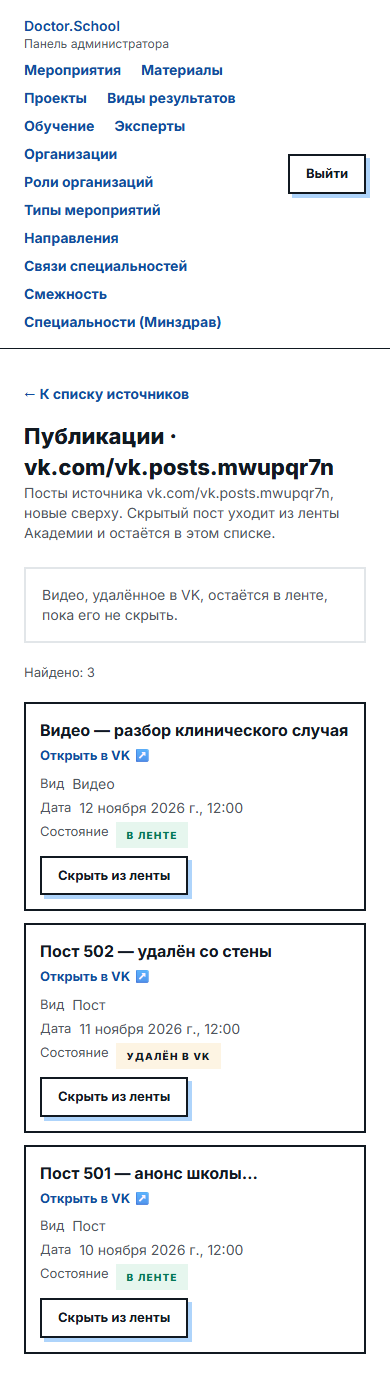 Doctor.School
Панель администратора
Мероприятия Материалы
Проекты Виды результатов
Обучение Эксперты
Организации
Роли организаций
Типы мероприятий
Направления
Связи специальностей
Смежность
Специальности (Минздрав)
Выйти
← К списку источников
Публикации ·
vk.com/vk.posts.mwupqr7n
Посты источника vk.com/vk.posts.mwupqr7n,
новые сверху. Скрытый пост уходит из ленты
Академии и остаётся в этом списке.
Видео, удалённое в VK, остаётся в ленте,
пока его не скрыть.
Найдено: 3
Видео — разбор клинического случая
Открыть в VK ↗
Вид Видео
Дата 12 ноября 2026 г., 12:00
Состояние В ЛЕНТЕ
Скрыть из ленты
Пост 502 — удалён со стены
Открыть в VK ↗
Вид Пост
Дата 11 ноября 2026 г., 12:00
Состояние УДАЛЁН В VK
Скрыть из ленты
Пост 501 — анонс школы…
Открыть в VK ↗
Вид Пост
Дата 10 ноября 2026 г., 12:00
Состояние В ЛЕНТЕ
Скрыть из ленты